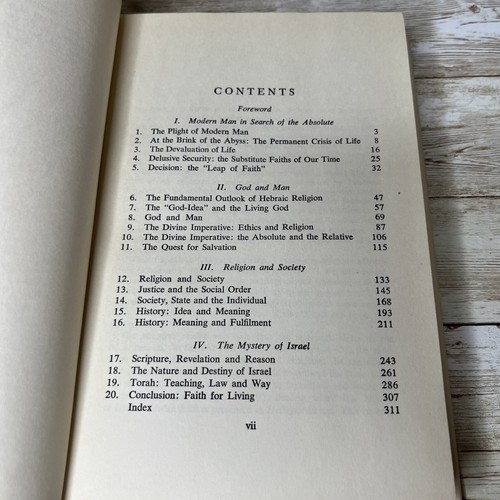 CONTENTS
Foreword
I. Modern Man in Search of the Absolute
1. The Plight of Modern Man 3
2. At the Brink of the Abyss: The Permanent Crisis of Life 8
3. The Devaluation of Life 16
4. Delusive Security: the Substitute Faiths of Our Time 25
5. Decision: the "Leap of Faith" 32
II. God and Man
6. The Fundamental Outlook of Hebraic Religion 47
7. The "God-Idea" and the Living God 57
8. God and Man 69
9. The Divine Imperative: Ethics and Religion 87
10. The Divine Imperative: the Absolute and the Relative 106
11. The Quest for Salvation 115
III. Religion and Society
12. Religion and Society 133
13. Justice and the Social Order 145
14. Society, State and the Individual 168
15. History: Idea and Meaning 193
16. History: Meaning and Fulfilment 211
IV. The Mystery of Israel
17. Scripture, Revelation and Reason 243
18. The Nature and Destiny of Israel 261
19. Torah: Teaching, Law and Way 286
20. Conclusion: Faith for Living 307
Index 311
vii